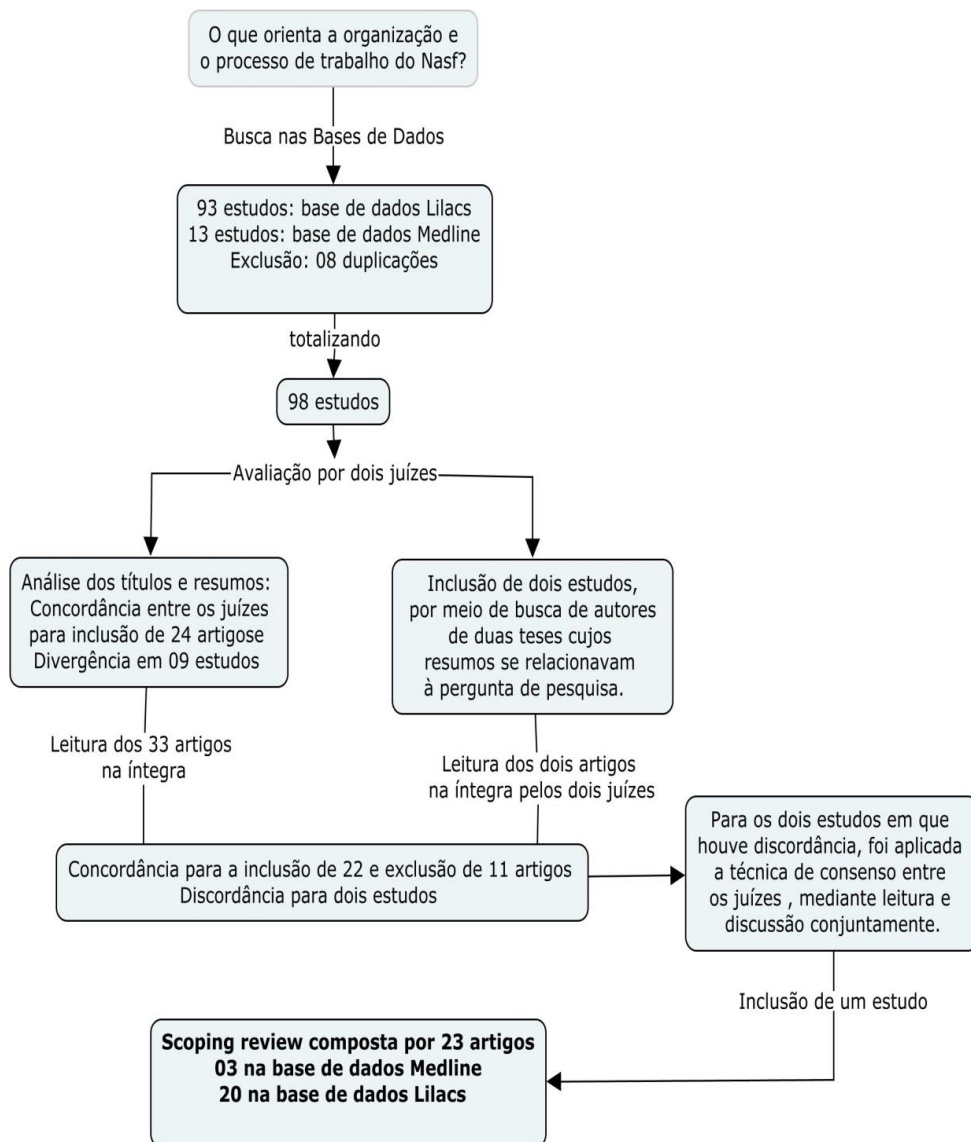 O que orienta a organização e
o processo de trabalho do Nasf?
Busca nas Bases de Dados
93 estudos: base de dados Lilacs
13 estudos: base de dados Medline
Exclusão: 08 duplicações
totalizando
98 estudos
Avaliação por dois juízes
Análise dos títulos e resumos:
Concordância entre os juízes
para inclusão de 24 artigose
Divergência em 09 estudos
Inclusão de dois estudos,
por meio de busca de autores
de duas teses cujos
resumos se relacionavam
à pergunta de pesquisa.
Leitura dos 33 artigos
na íntegra
Leitura dos dois artigos
na íntegra pelos dois juízes
Concordância para a inclusão de 22 e exclusão de 11 artigos
Discordância para dois estudos
Para os dois estudos em que
houve discordância, foi aplicada
a técnica de consenso entre
os juízes , mediante leitura e
discussão conjuntamente.
Inclusão de um estudo
Scoping review composta por 23 artigos
03 na base de dados Medline
20 na base de dados Lilacs